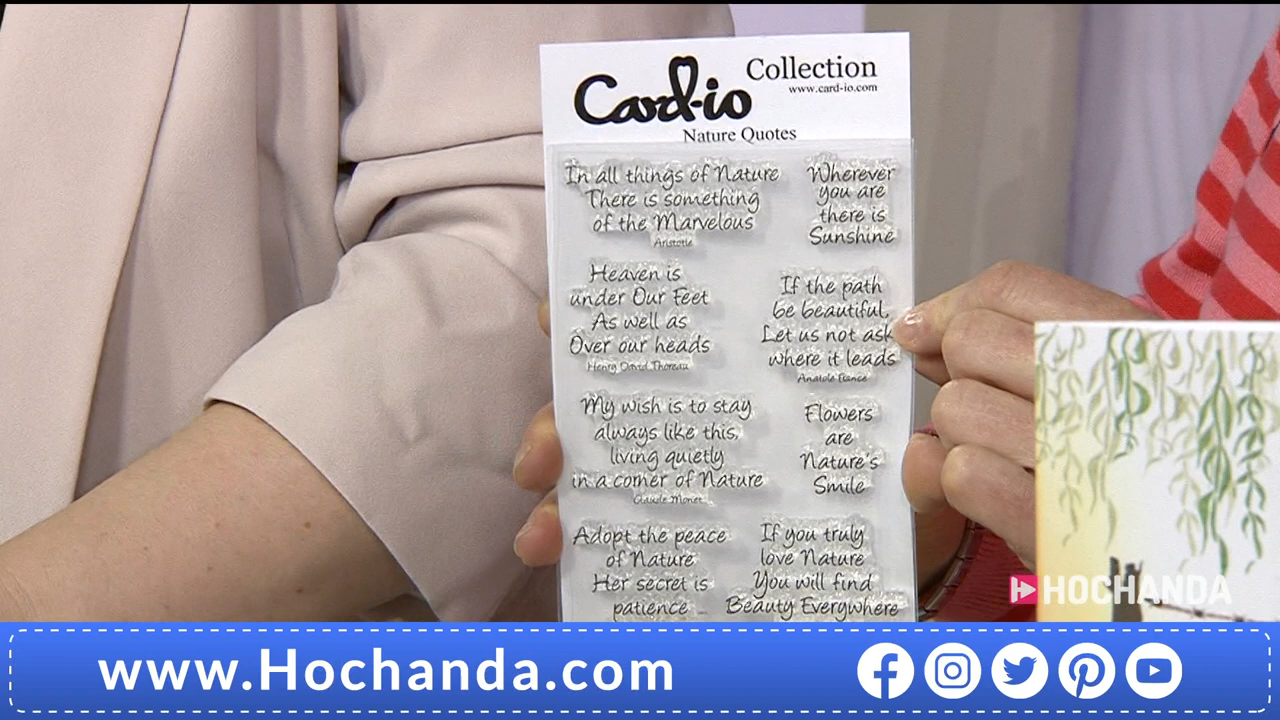 Card-io
Collection
www.card-io.com
Nature Quotes
In all things of Nature
There is something
of the Marvelous
Aristotle
Wherever
you are
there is
Sunshine
Heaven is
under Our Feet
As well as
Over our heads
Henry David Thoreau
If the path
be beautiful,
Let us not ask
where it leads
Anatole France
My wish is to stay
always like this,
living quietly
in a corner of Nature
Claude Monet
Flowers
are
Nature's
Smile
Adopt the peace
of Nature
Her secret is
patience
If you truly
love Nature
You will find
Beauty Everywhere
HOCHANDA
www.Hochanda.com